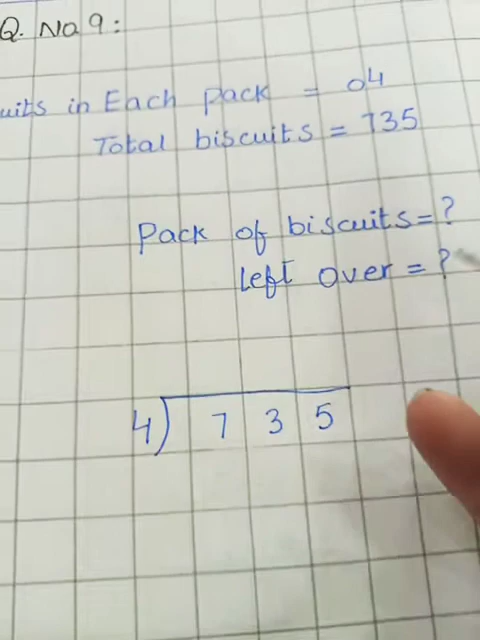 Q. No 9:
uits in Each pack = 04
Total biscuits = 735
Pack of biscuits = ?
left over = ?
4) 7 3 5